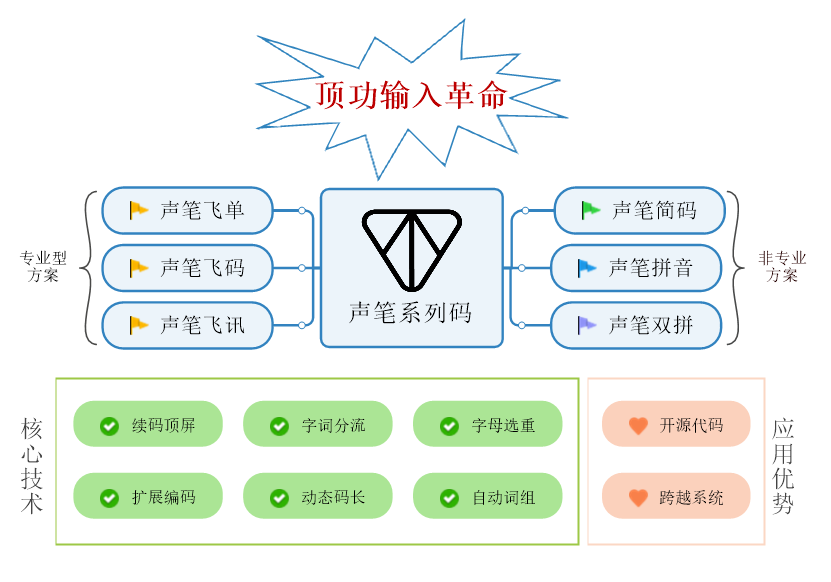 顶功输入革命
专业型
方案
声笔飞单
声笔飞码
声笔飞讯
声笔系列码
声笔简码
声笔拼音
声笔双拼
非专业
方案
核心技术
续码顶屏
字词分流
字母选重
扩展编码
动态码长
自动词组
开源代码
跨越系统
应用优势